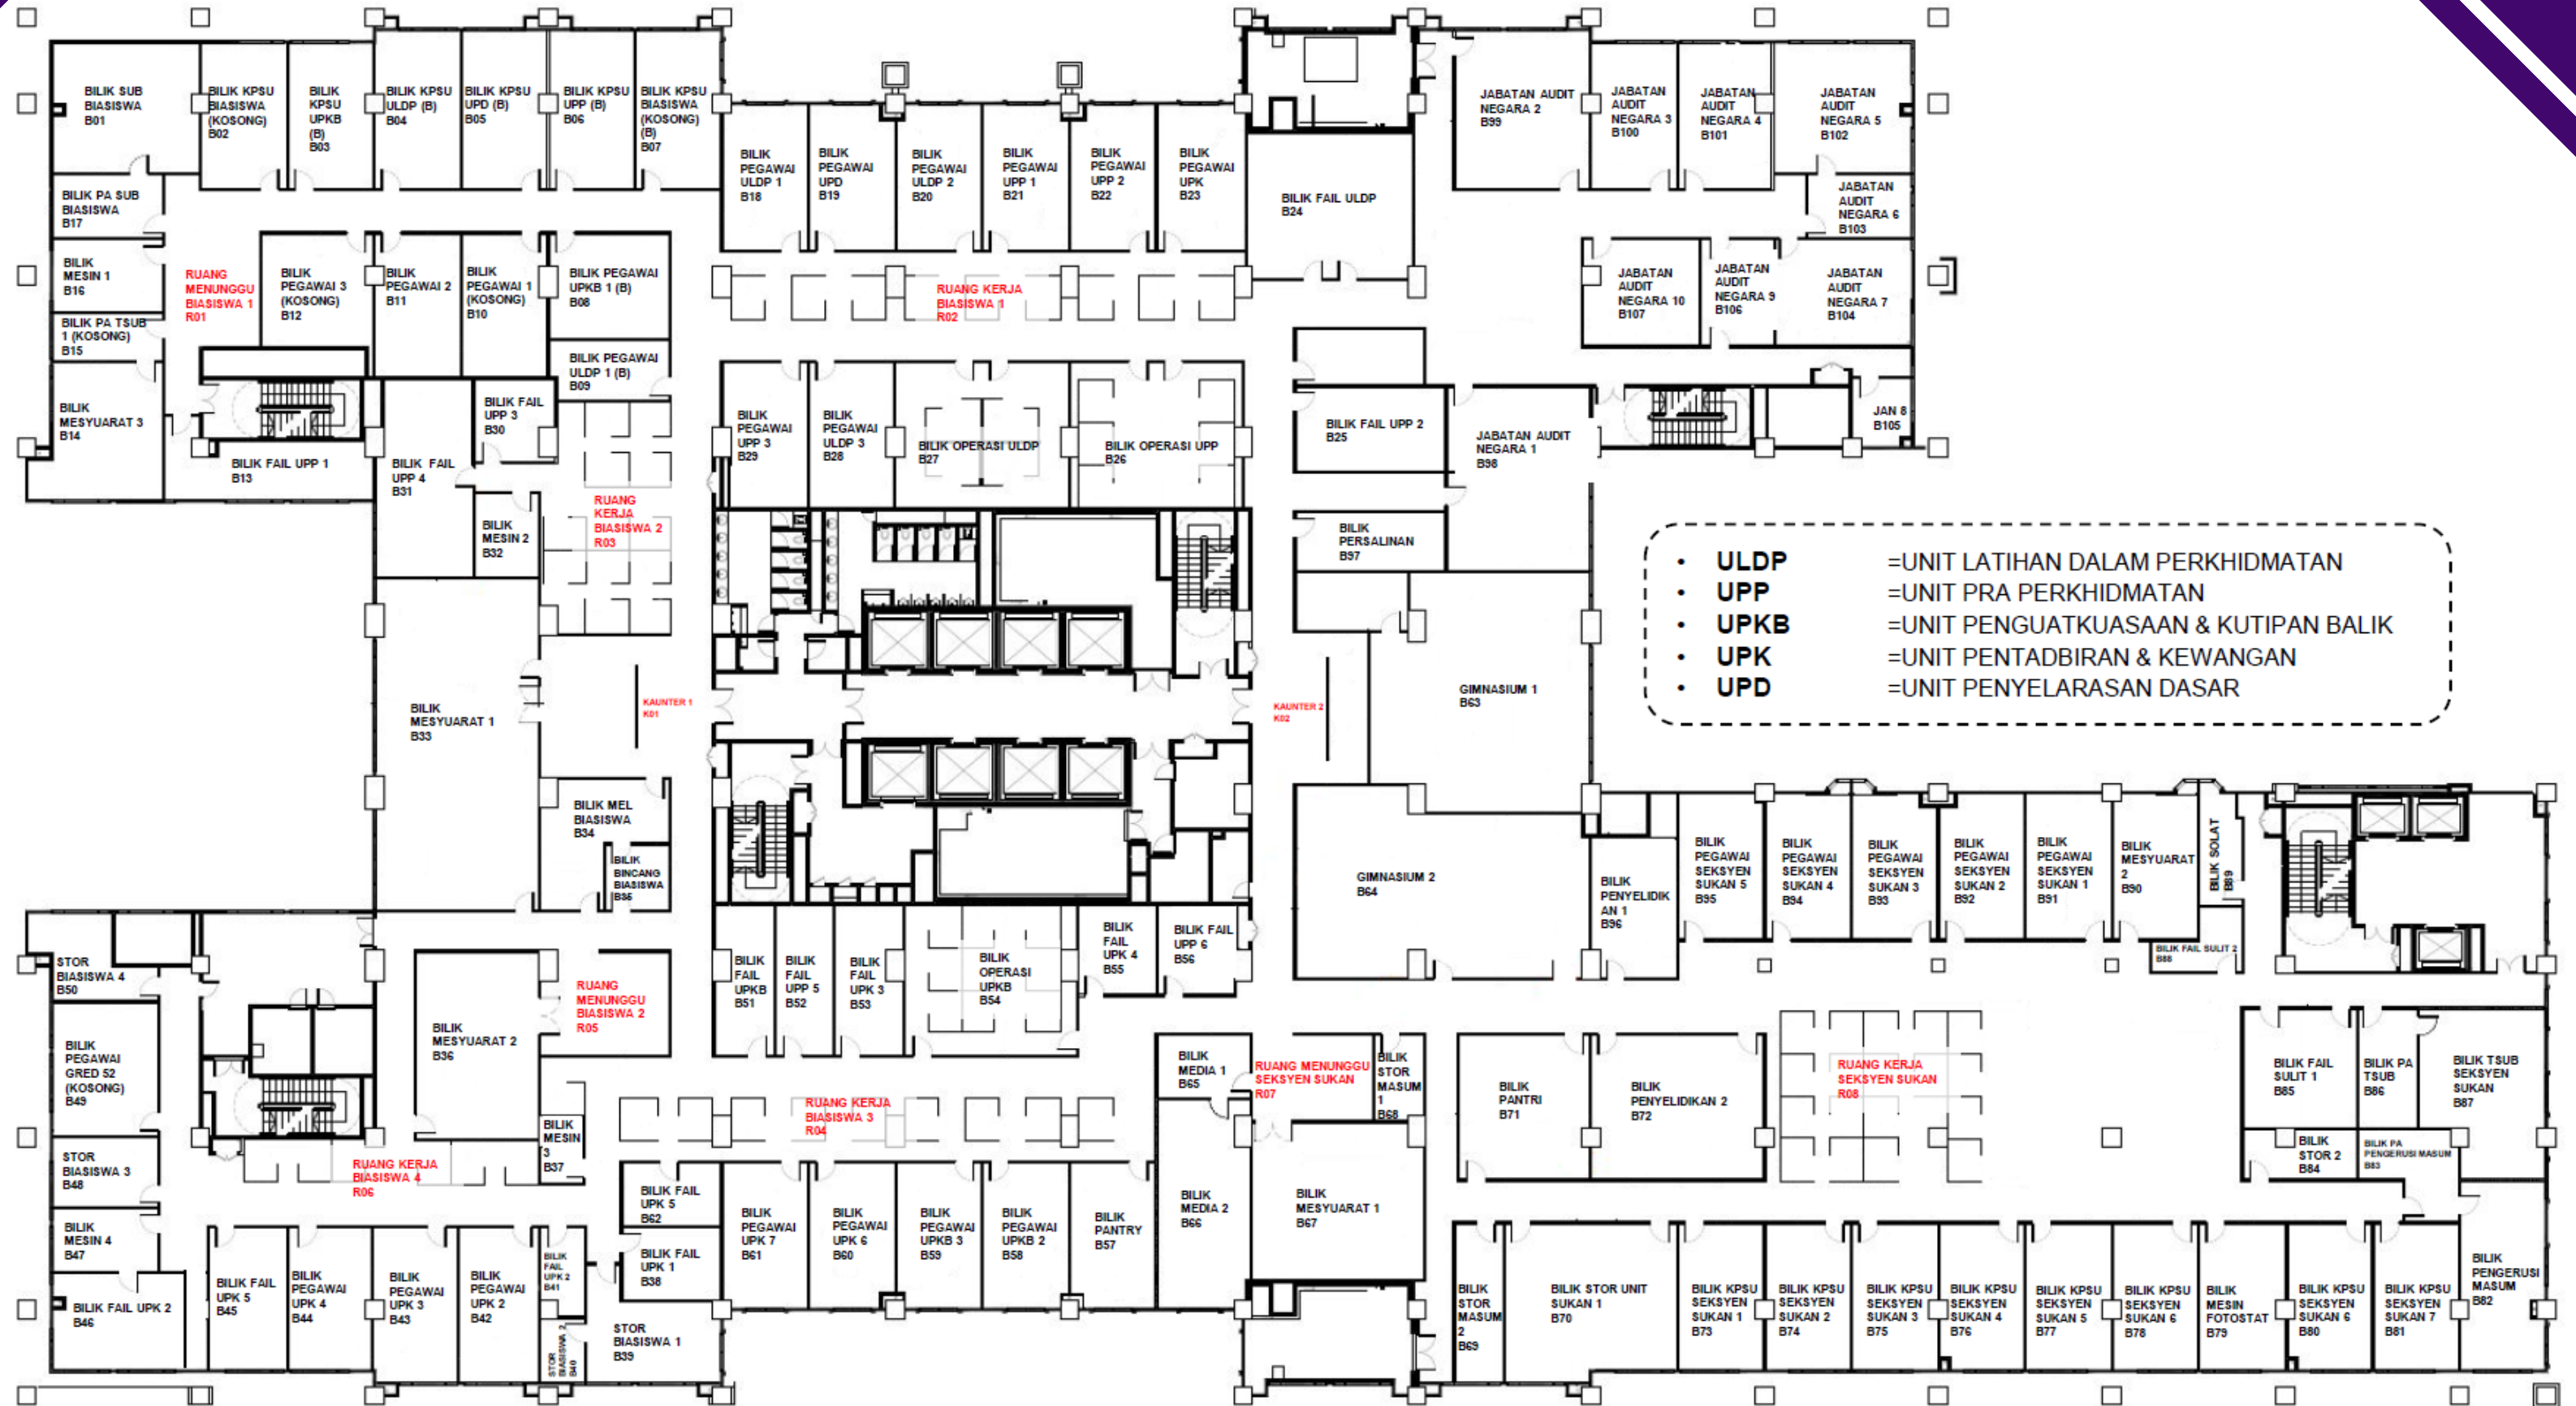 BILIK SUB
BIASISWA
B01
BILIK KPSU
BIASISWA
(KOSONG)
B02
BILIK
KPSU
UPKB
(B)
B03
BILIK KPSU
ULDP (B)
B04
BILIK KPSU
UPD (B)
B05
BILIK KPSU
UPP (B)
B06
BILIK KPSU
BIASISWA
(KOSONG)
(B)
B07
BILIK PA SUB
BIASISWA
B17
BILIK
MESIN 1
B16
BILIK PA TSUB
1 (KOSONG)
B15
BILIK
MESYUARAT 3
B14
RUANG
MENUNGGU
BIASISWA 1
R01
BILIK
PEGAWAI 3
(KOSONG)
B12
BILIK
PEGAWAI 2
B11
BILIK
PEGAWAI 1
(KOSONG)
B10
BILIK PEGAWAI
UPKB 1 (B)
B08
BILIK PEGAWAI
ULDP 1 (B)
B09
BILIK FAIL UPP 1
B13
BILIK FAIL
UPP 4
B31
BILIK FAIL
UPP 3
B30
BILIK
MESIN 2
B32
RUANG
KERJA
BIASISWA 2
R03
BILIK
PEGAWAI
ULDP 1
B18
BILIK
PEGAWAI
UPD
B19
BILIK
PEGAWAI
ULDP 2
B20
BILIK
PEGAWAI
UPP 1
B21
BILIK
PEGAWAI
UPP 2
B22
BILIK
PEGAWAI
UPK
B23
BILIK FAIL ULDP
B24
RUANG KERJA
BIASISWA 1
R02
BILIK
PEGAWAI
UPP 3
B29
BILIK
PEGAWAI
ULDP 3
B28
BILIK OPERASI ULDP
B27
BILIK OPERASI UPP
B26
JABATAN AUDIT
NEGARA 2
B99
JABATAN
AUDIT
NEGARA 3
B100
JABATAN
AUDIT
NEGARA 4
B101
JABATAN
AUDIT
NEGARA 5
B102
JABATAN
AUDIT
NEGARA 6
B103
JABATAN
AUDIT
NEGARA 10
B107
JABATAN
AUDIT
NEGARA 9
B106
JABATAN
AUDIT
NEGARA 7
B104
JAN 8
B105
BILIK FAIL UPP 2
B25
JABATAN AUDIT
NEGARA 1
B98
BILIK
PERSALINAN
B97
• ULDP =UNIT LATIHAN DALAM PERKHIDMATAN
• UPP =UNIT PRA PERKHIDMATAN
• UPKB =UNIT PENGUATKUASAAN & KUTIPAN BALIK
• UPK =UNIT PENTADBIRAN & KEWANGAN
• UPD =UNIT PENYELARASAN DASAR
BILIK
MESYUARAT 1
B33
KAUNTER 1
K01
KAUNTER 2
K02
GIMNASIUM 1
B63
BILIK MEL
BIASISWA
B34
BILIK
BINCANG
BIASISWA
B35
GIMNASIUM 2
B64
BILIK
PENYELIDIK
AN 1
B96
BILIK
PEGAWAI
SEKSYEN
SUKAN 5
B95
BILIK
PEGAWAI
SEKSYEN
SUKAN 4
B94
BILIK
PEGAWAI
SEKSYEN
SUKAN 3
B93
BILIK
PEGAWAI
SEKSYEN
SUKAN 2
B92
BILIK
PEGAWAI
SEKSYEN
SUKAN 1
B91
BILIK
MESYUARAT
2
B90
BILIK SOLAT
B89
BILIK FAIL SULIT 2
B88
STOR
BIASISWA 4
B50
BILIK
PEGAWAI
GRED 52
(KOSONG)
B49
STOR
BIASISWA 3
B48
BILIK
MESIN 4
B47
BILIK FAIL UPK 2
B46
BILIK
MESYUARAT 2
B36
RUANG
MENUNGGU
BIASISWA 2
R05
BILIK
MESIN
3
B37
RUANG KERJA
BIASISWA 4
R06
BILIK
FAIL
UPKB
B51
BILIK
FAIL
UPP 5
B52
BILIK
FAIL
UPK 3
B53
BILIK
OPERASI
UPKB
B54
BILIK
FAIL
UPK 4
B55
BILIK FAIL
UPP 6
B56
RUANG KERJA
BIASISWA 3
R04
BILIK
MEDIA 1
B65
RUANG MENUNGGU
SEKSYEN SUKAN
R07
BILIK
STOR
MASUM
1
B68
BILIK
PANTRI
B71
BILIK
PENYELIDIKAN 2
B72
RUANG KERJA
SEKSYEN SUKAN
R08
BILIK FAIL
SULIT 1
B85
BILIK PA
TSUB
B86
BILIK TSUB
SEKSYEN
SUKAN
B87
BILIK
STOR 2
B84
BILIK PA
PENGERUSI MASUM
B83
BILIK FAIL
UPK 5
B45
BILIK
PEGAWAI
UPK 4
B44
BILIK
PEGAWAI
UPK 3
B43
BILIK
PEGAWAI
UPK 2
B42
BILIK
FAIL
UPK 2
B41
STOR
BIASISWA 2
B40
BILIK FAIL
UPK 5
B62
BILIK FAIL
UPK 1
B38
STOR
BIASISWA 1
B39
BILIK
PEGAWAI
UPK 7
B61
BILIK
PEGAWAI
UPK 6
B60
BILIK
PEGAWAI
UPKB 3
B59
BILIK
PEGAWAI
UPKB 2
B58
BILIK
PANTRY
B57
BILIK
MEDIA 2
B66
BILIK
MESYUARAT 1
B67
BILIK
STOR
MASUM
2
B69
BILIK STOR UNIT
SUKAN 1
B70
BILIK KPSU
SEKSYEN
SUKAN 1
B73
BILIK KPSU
SEKSYEN
SUKAN 2
B74
BILIK KPSU
SEKSYEN
SUKAN 3
B75
BILIK KPSU
SEKSYEN
SUKAN 4
B76
BILIK KPSU
SEKSYEN
SUKAN 5
B77
BILIK KPSU
SEKSYEN
SUKAN 6
B78
BILIK
MESIN
FOTOSTAT
B79
BILIK KPSU
SEKSYEN
SUKAN 6
B80
BILIK KPSU
SEKSYEN
SUKAN 7
B81
BILIK
PENGERUSI
MASUM
B82